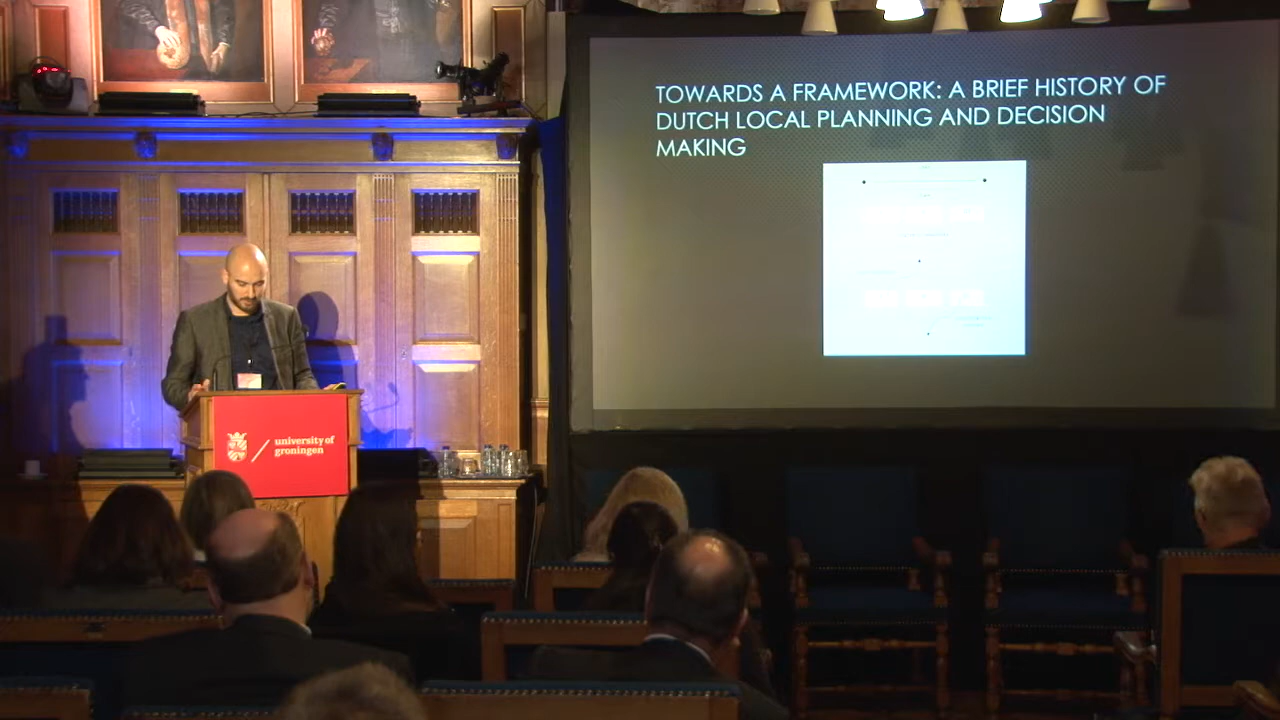 TOWARDS A FRAMEWORK: A BRIEF HISTORY OF
DUTCH LOCAL PLANNING AND DECISION
MAKING
university of
groningen